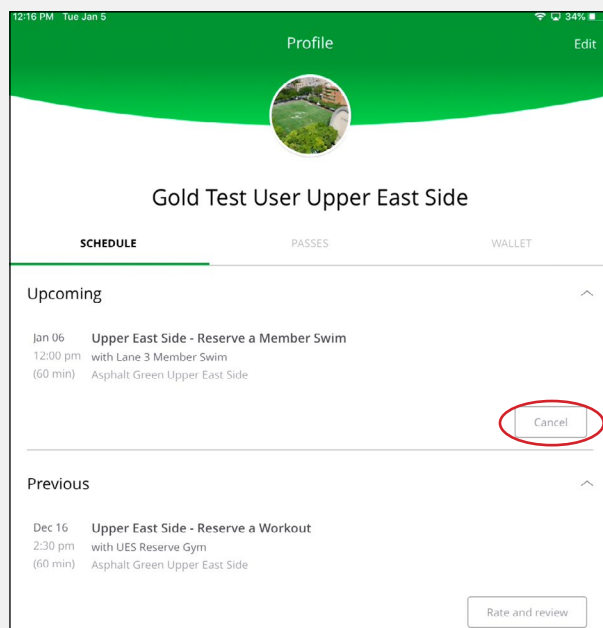 12:16 PM Tue Jan 5 34%
Profile
Edit
Gold Test User Upper East Side
SCHEDULE PASSES WALLET
Upcoming
Jan 06 Upper East Side - Reserve a Member Swim
12:00 pm with Lane 3 Member Swim
(60 min) Asphalt Green Upper East Side
Cancel
Previous
Dec 16 Upper East Side - Reserve a Workout
2:30 pm with UES Reserve Gym
(60 min) Asphalt Green Upper East Side
Rate and review